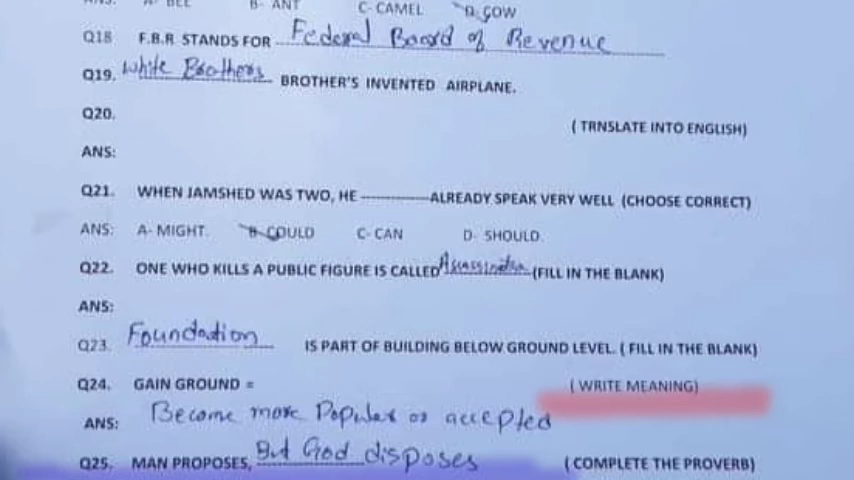 ANS: A- BEE B- ANT C- CAMEL D- COW
Q18 F.B.R STANDS FOR Federal Board of Revenue
Q19. White Brothers BROTHER'S INVENTED AIRPLANE.
Q20. ( TRNSLATE INTO ENGLISH)
ANS:
Q21. WHEN JAMSHED WAS TWO, HE --------------- ALREADY SPEAK VERY WELL (CHOOSE CORRECT)
ANS: A- MIGHT. B- COULD C- CAN D- SHOULD.
Q22. ONE WHO KILLS A PUBLIC FIGURE IS CALLED (FILL IN THE BLANK)
ANS:
Q23. Foundation IS PART OF BUILDING BELOW GROUND LEVEL. ( FILL IN THE BLANK)
Q24. GAIN GROUND = ( WRITE MEANING)
ANS: Become more Popular or accepted
Q25. MAN PROPOSES, But God disposes ( COMPLETE THE PROVERB)